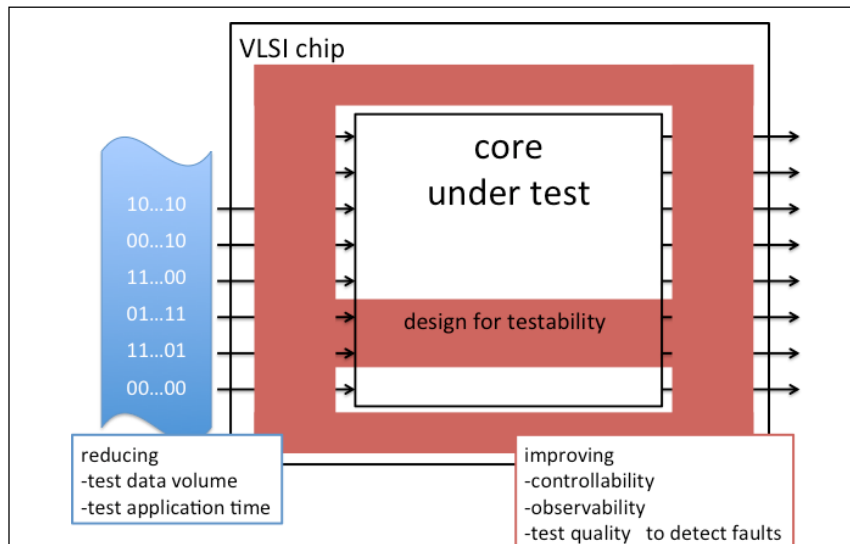 VLSI chip
core
under test
10...10
00...10
11...00
01...11
11...01
00...00
design for testability
reducing
-test data volume
-test application time
improving
-controllability
-observability
-test quality to detect faults